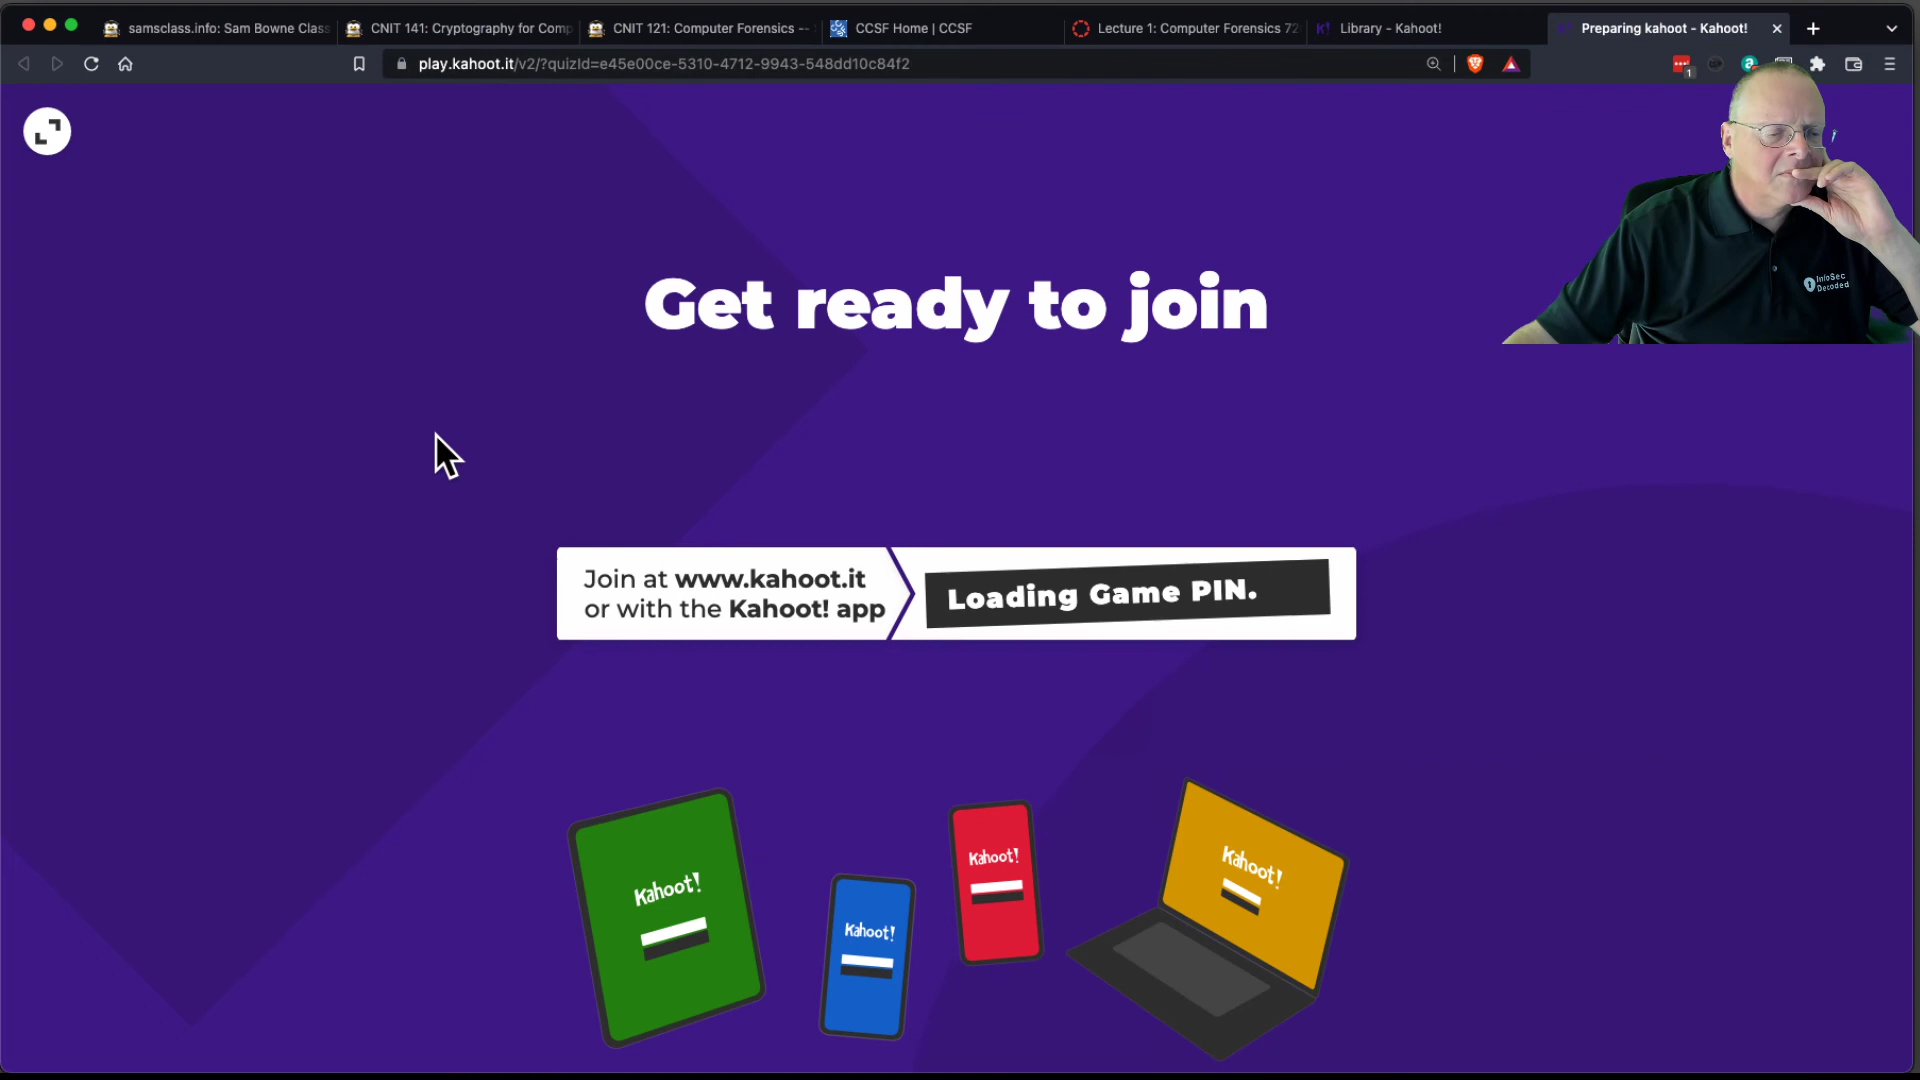 samsclass.info: Sam Bowne Class
CNIT 141: Cryptography for Comp
CNIT 121: Computer Forensics --
CCSF Home | CCSF
Lecture 1: Computer Forensics 72
Library - Kahoot!
Preparing kahoot - Kahoot!
play.kahoot.it/v2/?quizId=e45e00ce-5310-4712-9943-548dd10c84f2
1
InfoSec
Decoded
Get ready to join
Join at www.kahoot.it
or with the Kahoot! app
Loading Game PIN.
Kahoot!
Kahoot!
Kahoot!
Kahoot!